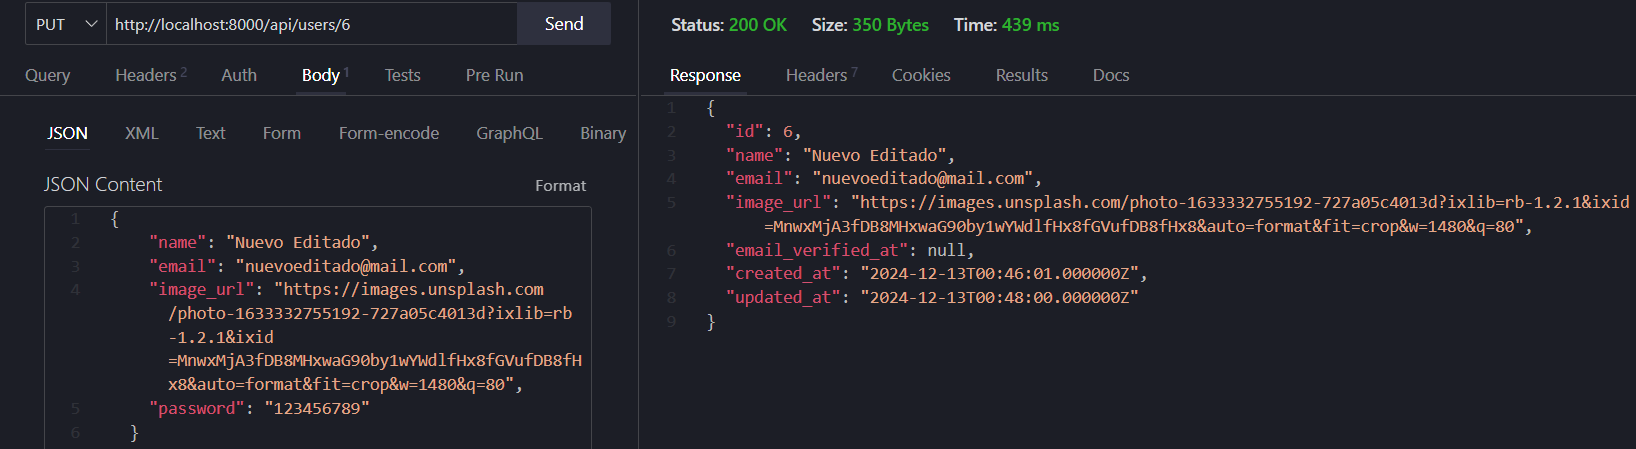 PUT http://localhost:8000/api/users/6 Send
Query Headers 2 Auth Body 1 Tests Pre Run
JSON XML Text Form Form-encode GraphQL Binary
JSON Content Format
1 {
2 "name": "Nuevo Editado",
3 "email": "nuevoeditado@mail.com",
4 "image_url": "https://images.unsplash.com
/photo-1633332755192-727a05c4013d?ixlib=rb
-1.2.1&ixid
=MnwxMjA3fDB8MHxwaG90by1wYWdlfHx8fGVufDB8fH
x8&auto=format&fit=crop&w=1480&q=80",
5 "password": "123456789"
6 }
Status: 200 OK Size: 350 Bytes Time: 439 ms
Response Headers 7 Cookies Results Docs
1 {
2 "id": 6,
3 "name": "Nuevo Editado",
4 "email": "nuevoeditado@mail.com",
5 "image_url": "https://images.unsplash.com/photo-1633332755192-727a05c4013d?ixlib=rb-1.2.1&ixid
=MnwxMjA3fDB8MHxwaG90by1wYWdlfHx8fGVufDB8fHx8&auto=format&fit=crop&w=1480&q=80",
6 "email_verified_at": null,
7 "created_at": "2024-12-13T00:46:01.000000Z",
8 "updated_at": "2024-12-13T00:48:00.000000Z"
9 }